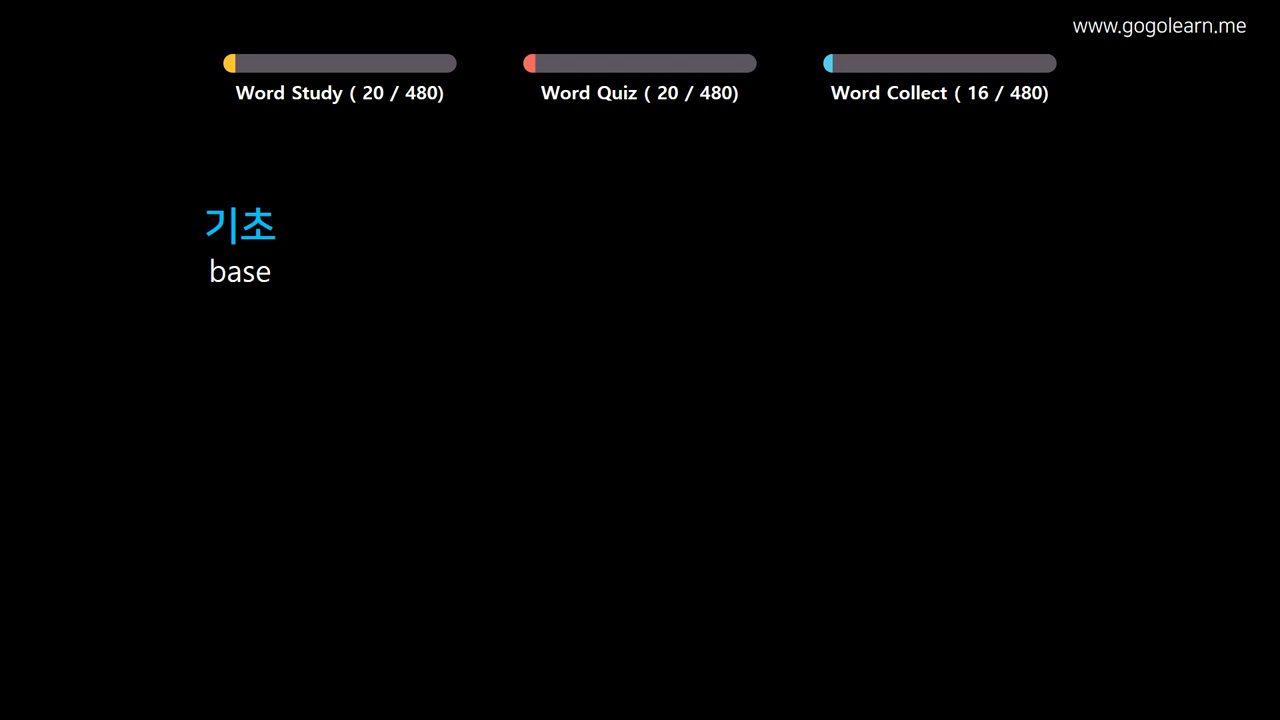 www.gogolearn.me
Word Study ( 20 / 480)
Word Quiz ( 20 / 480)
Word Collect ( 16 / 480)
기초
base